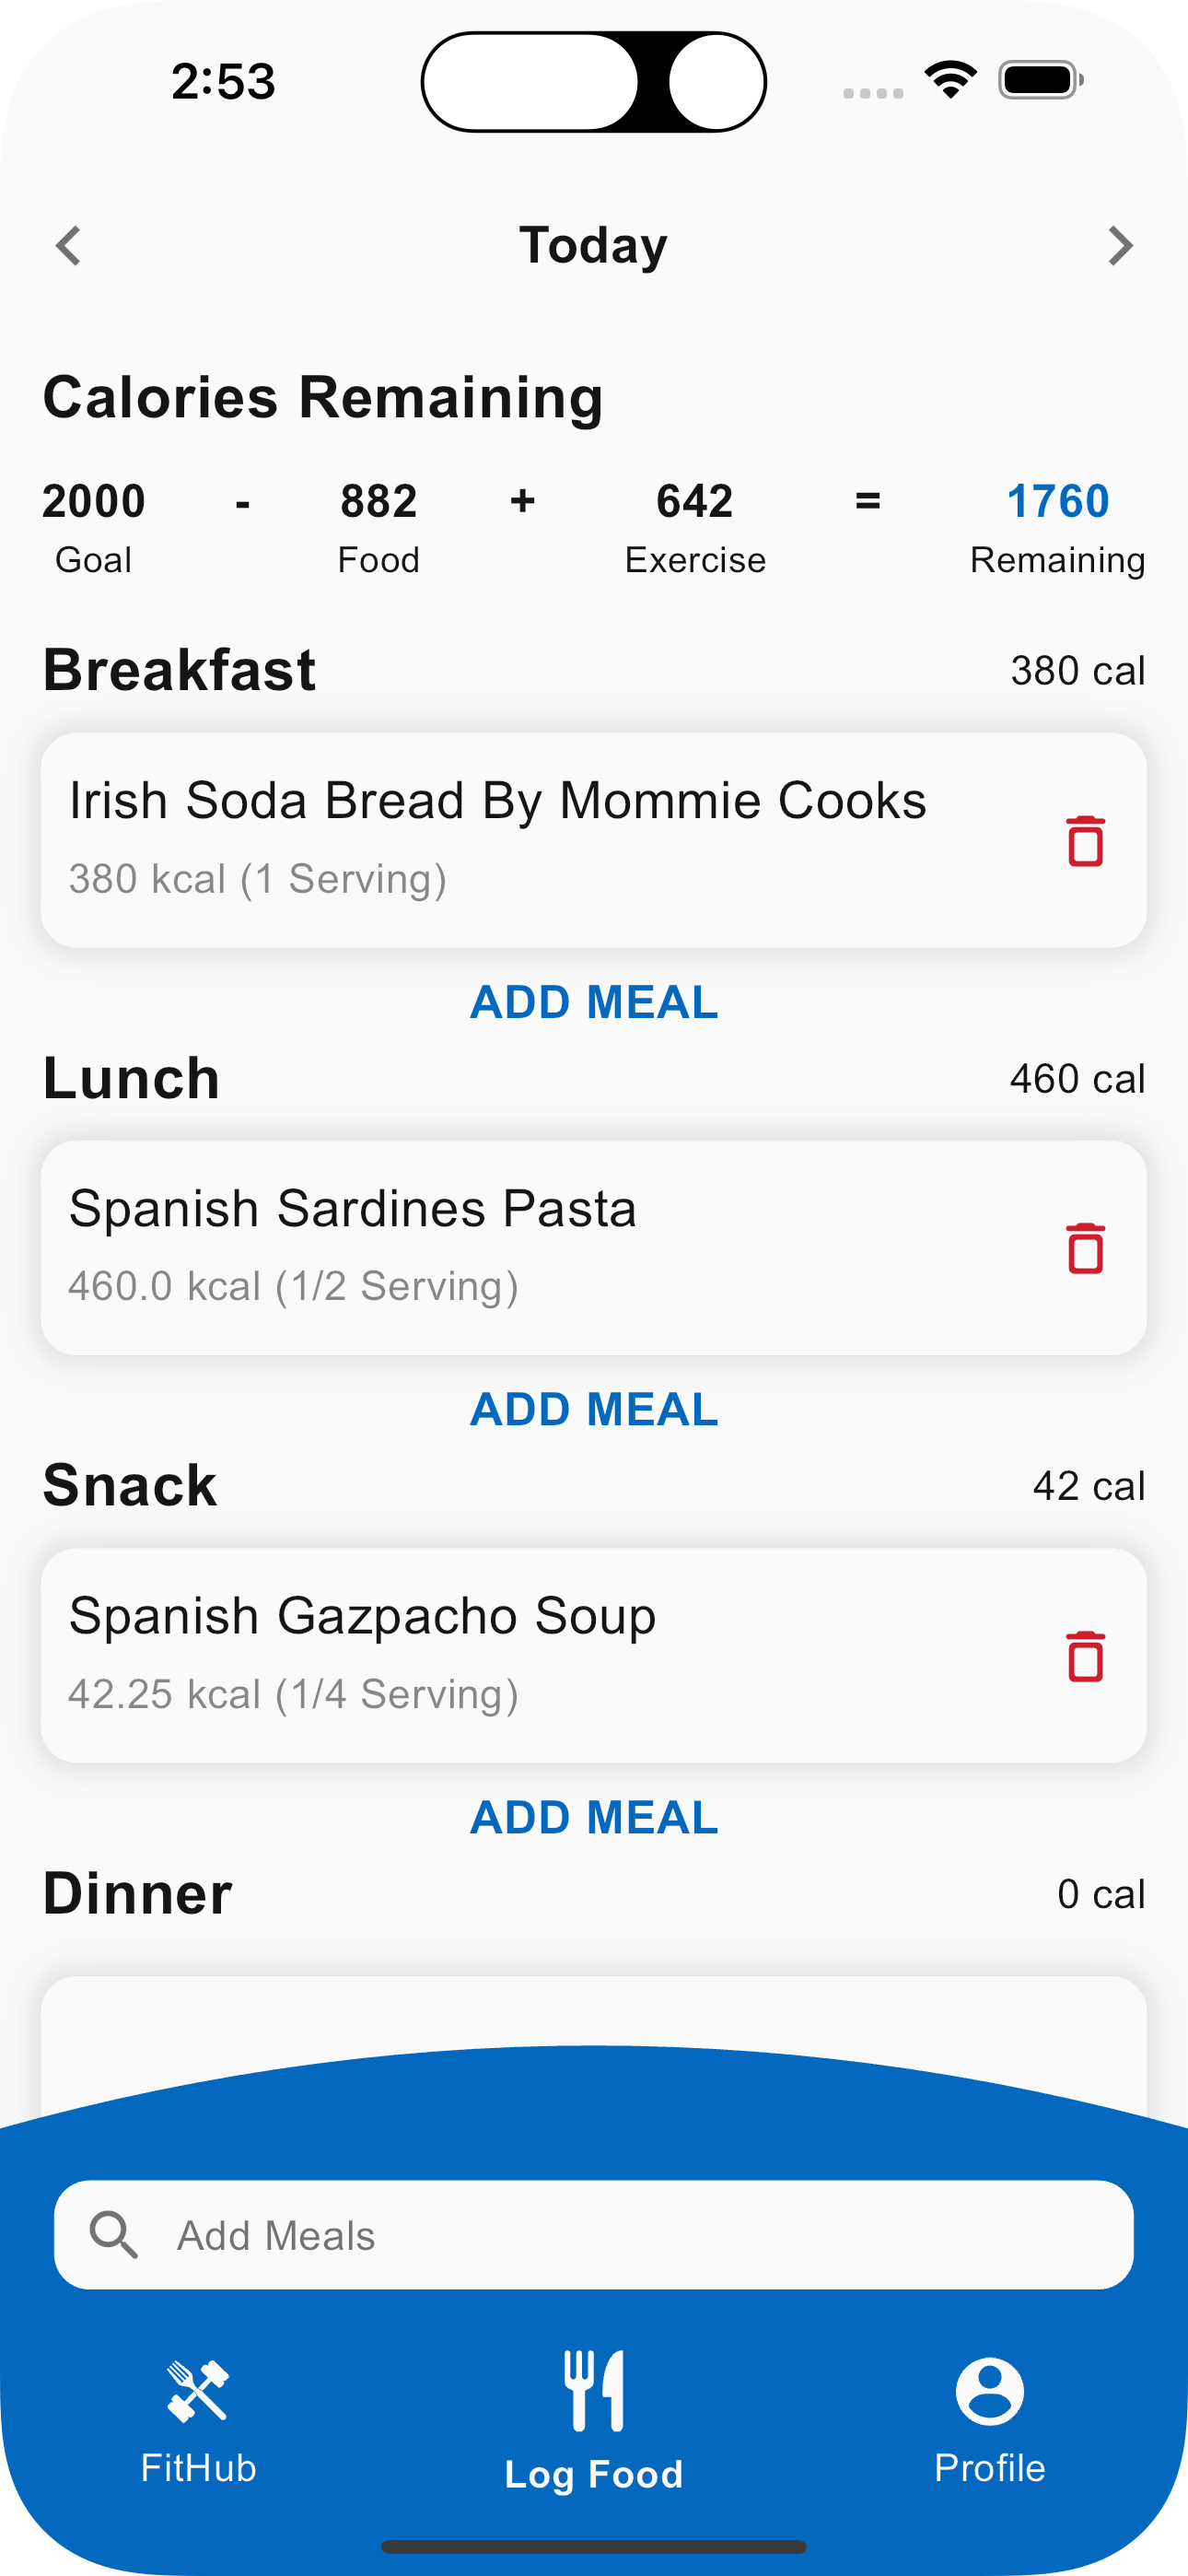 2:53
Today
Calories Remaining
2000 - 882 + 642 = 1760
Goal Food Exercise Remaining
Breakfast 380 cal
Irish Soda Bread By Mommie Cooks
380 kcal (1 Serving)
ADD MEAL
Lunch 460 cal
Spanish Sardines Pasta
460.0 kcal (1/2 Serving)
ADD MEAL
Snack 42 cal
Spanish Gazpacho Soup
42.25 kcal (1/4 Serving)
ADD MEAL
Dinner 0 cal
Add Meals
FitHub Log Food Profile